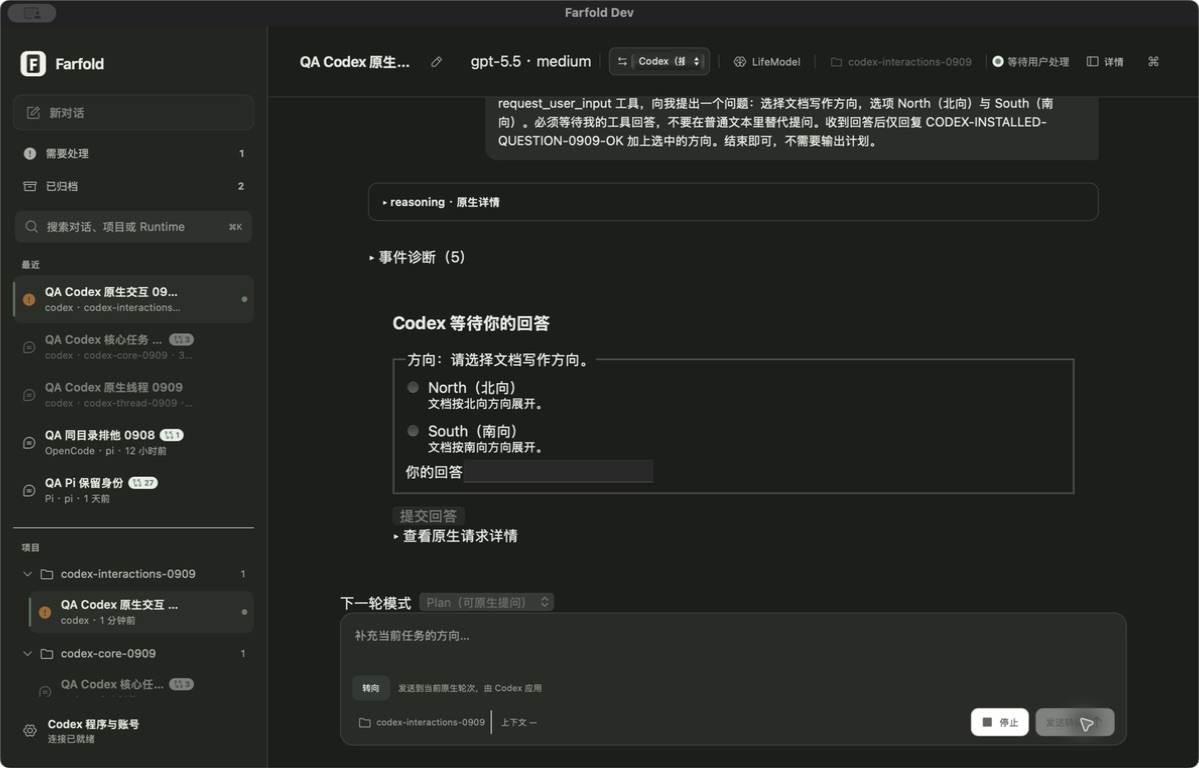 Farfold Dev
Farfold
新对话
需要处理 1
已归档 2
搜索对话、项目或 Runtime ⌘K
最近
QA Codex 原生交互 09...
codex · codex-interactions...
QA Codex 核心任务 ... 3
codex · codex-core-0909 · 3...
QA Codex 原生线程 0909
codex · codex-thread-0909 ·...
QA 同目录排他 0908 1
OpenCode · pi · 12 小时前
QA Pi 保留身份 27
Pi · pi · 1 天前
项目
codex-interactions-0909 1
QA Codex 原生交互 ...
codex · 1 分钟前
codex-core-0909 1
QA Codex 核心任... 3
Codex 程序与账号
连接已就绪
QA Codex 原生...
gpt-5.5 · medium
Codex (
LifeModel
codex-interactions-0909
等待用户处理
详情
⌘
request_user_input 工具，向我提出一个问题：选择文档写作方向，选项 North（北向）与 South（南
向）。必须等待我的工具回答，不要在普通文本里替代提问。收到回答后仅回复 CODEX-INSTALLED-
QUESTION-0909-OK 加上选中的方向。结束即可，不需要输出计划。
reasoning · 原生详情
事件诊断（5）
Codex 等待你的回答
方向：请选择文档写作方向。
North（北向）
文档按北向方向展开。
South（南向）
文档按南向方向展开。
你的回答
提交回答
查看原生请求详情
下一轮模式 Plan（可原生提问）
补充当前任务的方向...
转向 发送到当前原生轮次，由 Codex 应用
codex-interactions-0909 上下文 —
停止
发送转